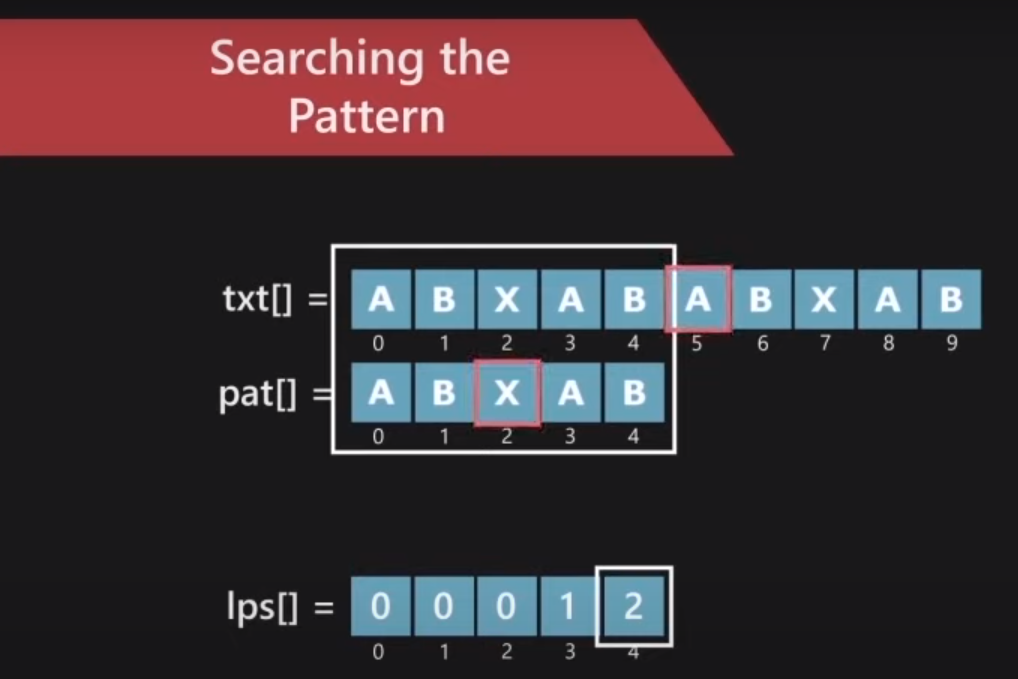 Searching the
Pattern
txt[] = A B X A B A B X A B
0 1 2 3 4 5 6 7 8 9
pat[] = A B X A B
0 1 2 3 4
lps[] = 0 0 0 1 2
0 1 2 3 4